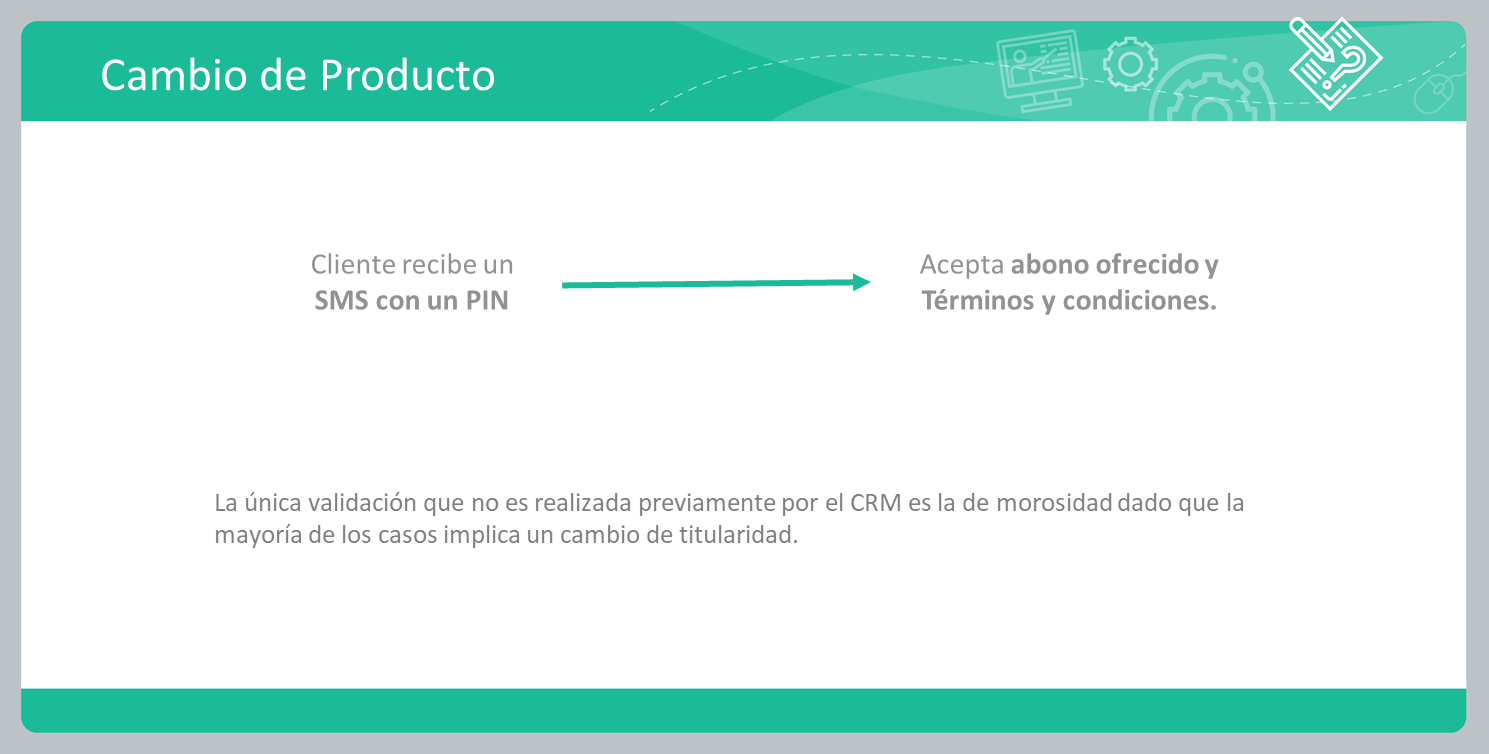 Cambio de Producto
Cliente recibe un
SMS con un PIN
Acepta abono ofrecido y
Términos y condiciones.
La única validación que no es realizada previamente por el CRM es la de morosidad dado que la
mayoría de los casos implica un cambio de titularidad.